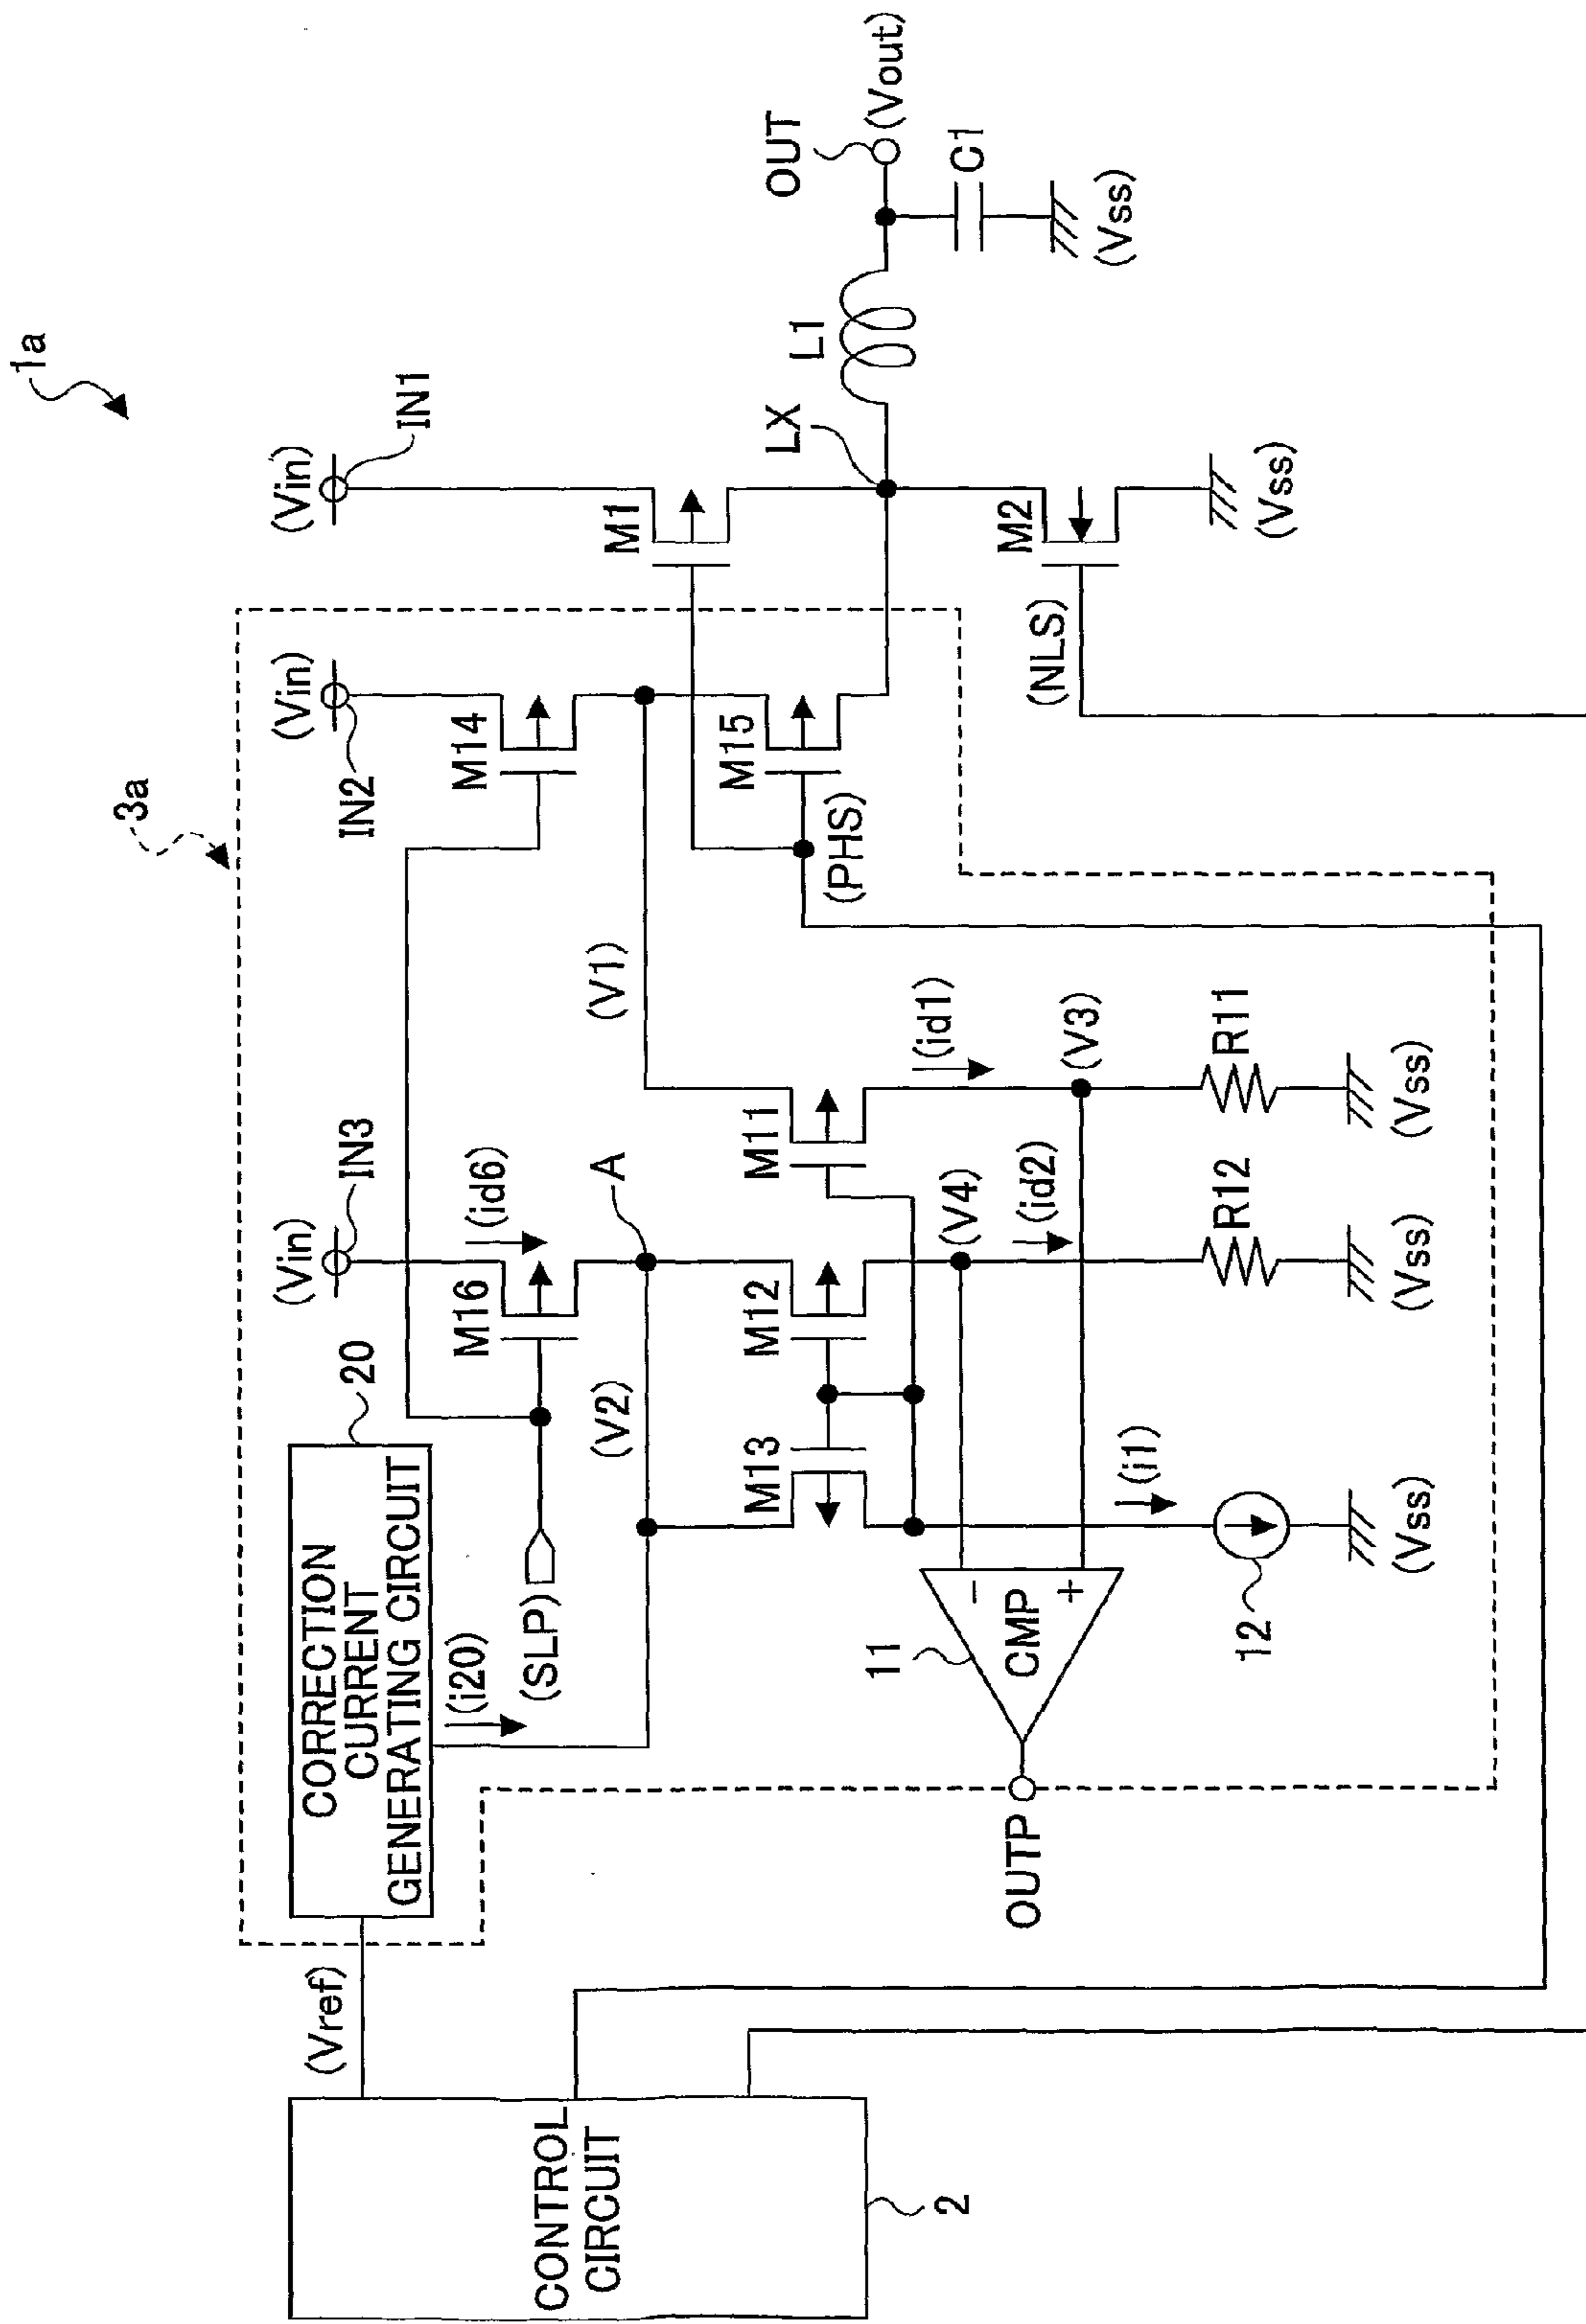 1a
3a
(Vin)
IN3
(Vin)
IN2
(Vin)
IN1
(Vref)
CORRECTION
CURRENT
GENERATING CIRCUIT
20
M16
(id6)
M14
(i20)
(SLP)
(V2)
A
(V1)
M1
CONTROL
CIRCUIT
2
M13
M12
M11
M15
(PHS)
LX
L1
OUT
(Vout)
C1
(Vss)
11
CMP
-
+
(V4)
(id1)
(id2)
(V3)
OUTP
(i1)
M2
(NLS)
(Vss)
12
R12
R11
(Vss)
(Vss)
(Vss)